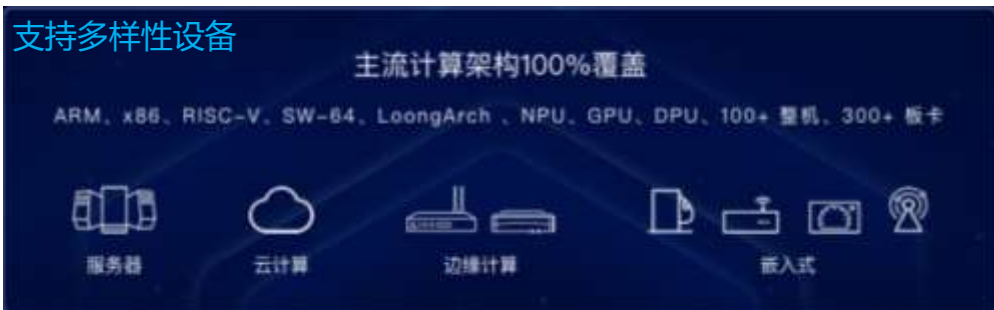 支持多样性设备
主流计算架构100%覆盖
ARM、x86、RISC-V、SW-64、LoongArch 、NPU、GPU、DPU、100+ 整机、300+ 板卡
服务器 云计算 边缘计算 嵌入式